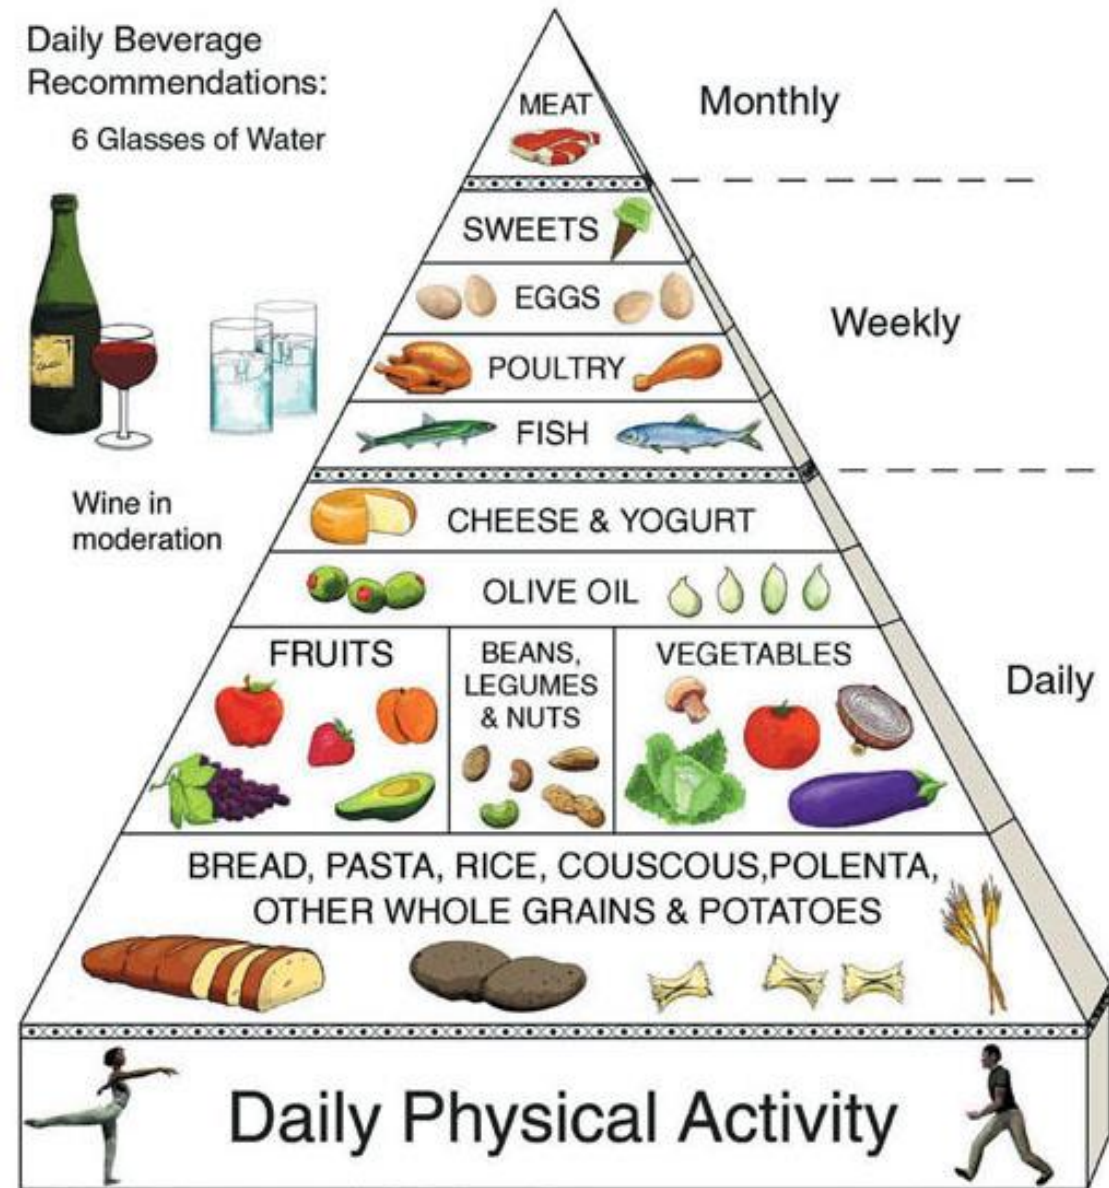 Daily Beverage
Recommendations:
6 Glasses of Water
Wine in
moderation
MEAT
Monthly
SWEETS
EGGS
Weekly
POULTRY
FISH
CHEESE & YOGURT
OLIVE OIL
FRUITS
BEANS,
LEGUMES
& NUTS
VEGETABLES
Daily
BREAD, PASTA, RICE, COUSCOUS,POLENTA,
OTHER WHOLE GRAINS & POTATOES
Daily Physical Activity